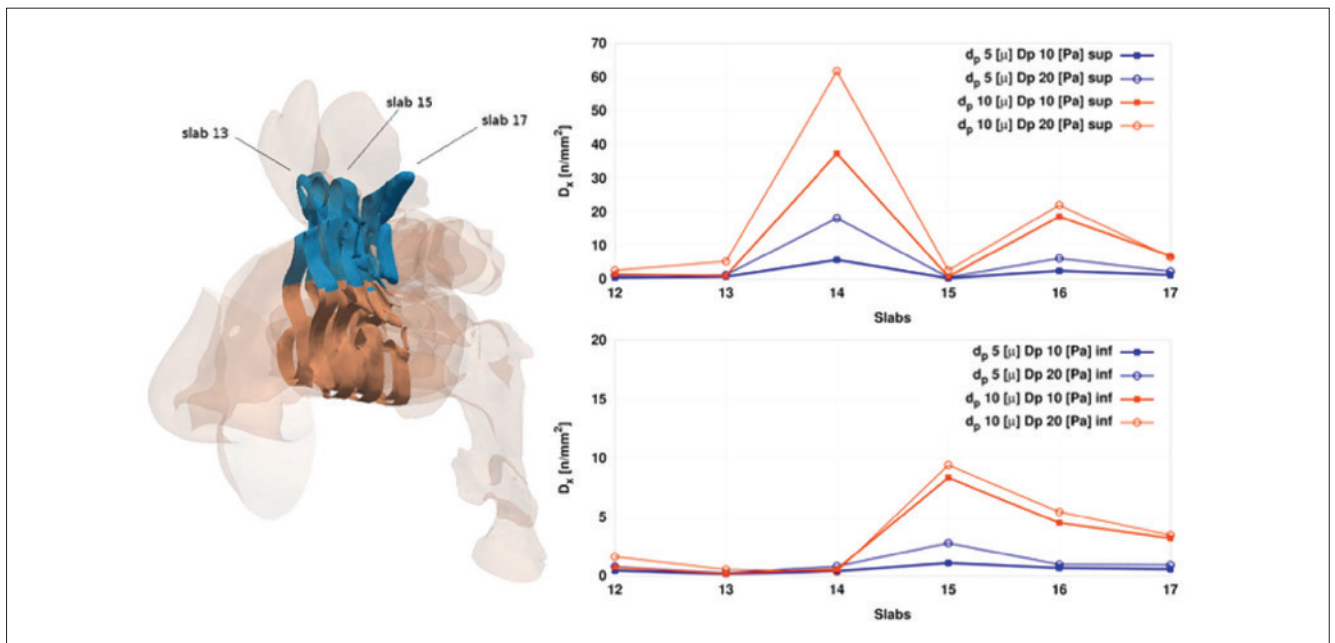 slab 13
slab 15
slab 17
70
60
50
40
30
20
10
0
D_x [n/mm²]
d_p 5 [μ] Dp 10 [Pa] sup
d_p 5 [μ] Dp 20 [Pa] sup
d_p 10 [μ] Dp 10 [Pa] sup
d_p 10 [μ] Dp 20 [Pa] sup
12 13 14 15 16 17
Slabs
20
15
10
5
0
D_x [n/mm²]
d_p 5 [μ] Dp 10 [Pa] inf
d_p 5 [μ] Dp 20 [Pa] inf
d_p 10 [μ] Dp 10 [Pa] inf
d_p 10 [μ] Dp 20 [Pa] inf
12 13 14 15 16 17
Slabs